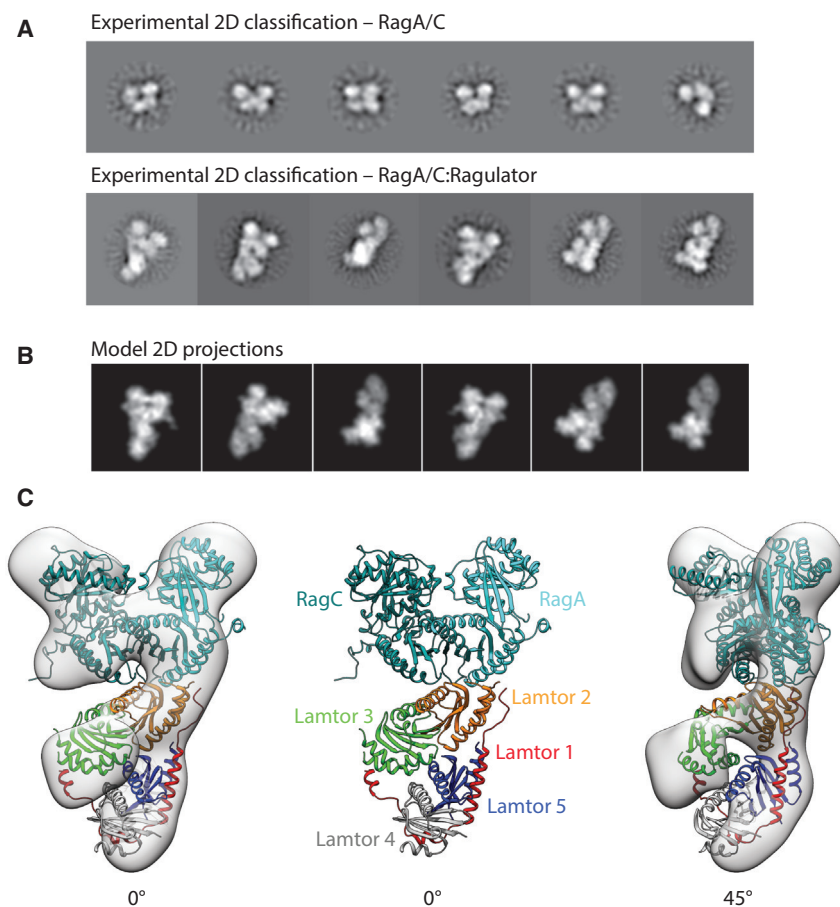 A
Experimental 2D classification – RagA/C
Experimental 2D classification – RagA/C:Ragulator
B
Model 2D projections
C
RagC
RagA
Lamtor 2
Lamtor 3
Lamtor 1
Lamtor 5
Lamtor 4
0°
0°
45°